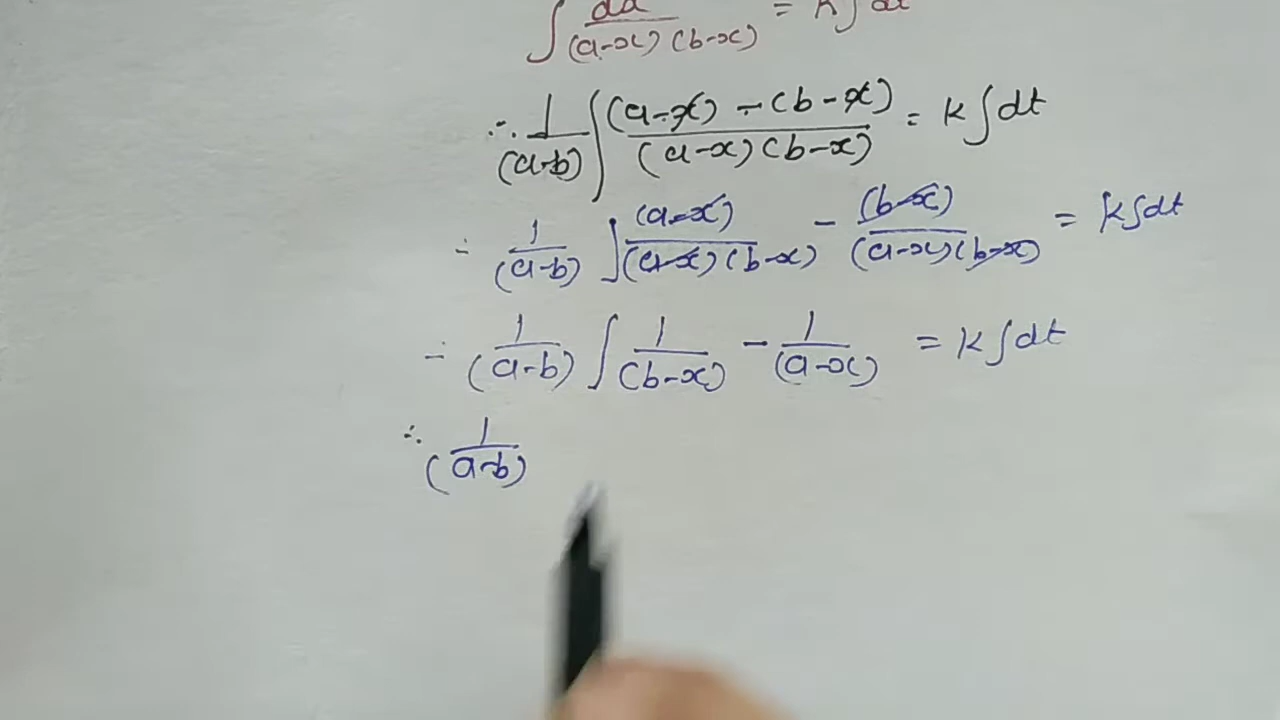 ∫ dx / (a-x)(b-x) = k∫dt
∴ 1/(a-b) ∫ (a-x) - (b-x) / (a-x)(b-x) = k∫dt
∴ 1/(a-b) ∫ (a-x) / (a-x)(b-x) - (b-x) / (a-x)(b-x) = k∫dt
∴ 1/(a-b) ∫ 1/(b-x) - 1/(a-x) = k∫dt
∴ 1/(a-b)